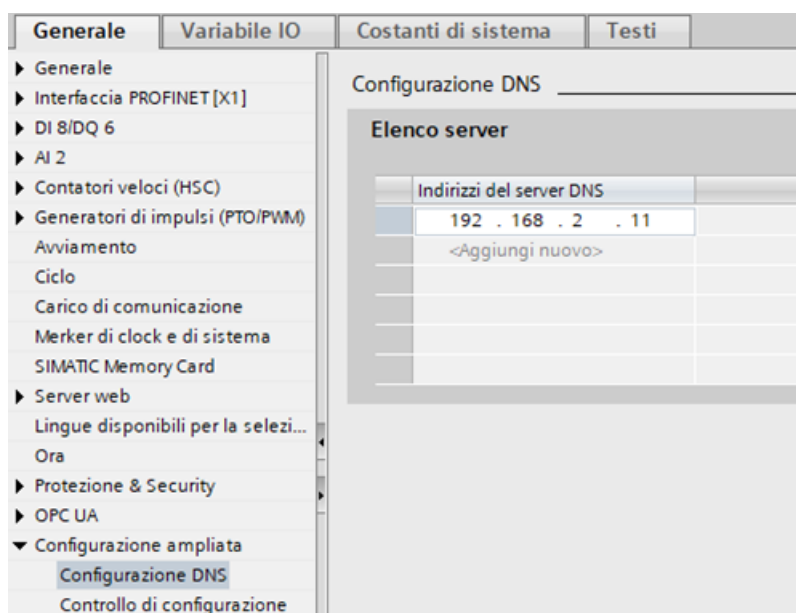 Generale Variabile IO Costanti di sistema Testi
Generale
Interfaccia PROFINET [X1]
DI 8/DQ 6
AI 2
Contatori veloci (HSC)
Generatori di impulsi (PTO/PWM)
Avviamento
Ciclo
Carico di comunicazione
Merker di clock e di sistema
SIMATIC Memory Card
Server web
Lingue disponibili per la selezi...
Ora
Protezione & Security
OPC UA
Configurazione ampliata
Configurazione DNS
Controllo di configurazione
Configurazione DNS
Elenco server
Indirizzi del server DNS
192 . 168 . 2 . 11
<Aggiungi nuovo>